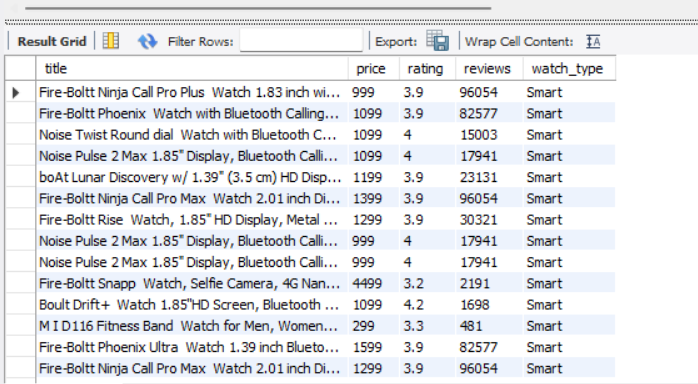 Result Grid Filter Rows: Export: Wrap Cell Content:
title price rating reviews watch_type
Fire-Boltt Ninja Call Pro Plus Watch 1.83 inch wi... 999 3.9 96054 Smart
Fire-Boltt Phoenix Watch with Bluetooth Calling... 1099 3.9 82577 Smart
Noise Twist Round dial Watch with Bluetooth C... 1099 4 15003 Smart
Noise Pulse 2 Max 1.85" Display, Bluetooth Calli... 1099 4 17941 Smart
boAt Lunar Discovery w/ 1.39" (3.5 cm) HD Disp... 1199 3.9 23131 Smart
Fire-Boltt Ninja Call Pro Max Watch 2.01 inch Di... 1399 3.9 96054 Smart
Fire-Boltt Rise Watch, 1.85" HD Display, Metal ... 1299 3.9 30321 Smart
Noise Pulse 2 Max 1.85" Display, Bluetooth Calli... 999 4 17941 Smart
Noise Pulse 2 Max 1.85" Display, Bluetooth Calli... 999 4 17941 Smart
Fire-Boltt Snapp Watch, Selfie Camera, 4G Nan... 4499 3.2 2191 Smart
Boult Drift+ Watch 1.85"HD Screen, Bluetooth ... 1099 4.2 1698 Smart
M I D116 Fitness Band Watch for Men, Women... 299 3.3 481 Smart
Fire-Boltt Phoenix Ultra Watch 1.39 inch Blueto... 1599 3.9 82577 Smart
Fire-Boltt Ninja Call Pro Max Watch 2.01 inch Di... 1299 3.9 96054 Smart